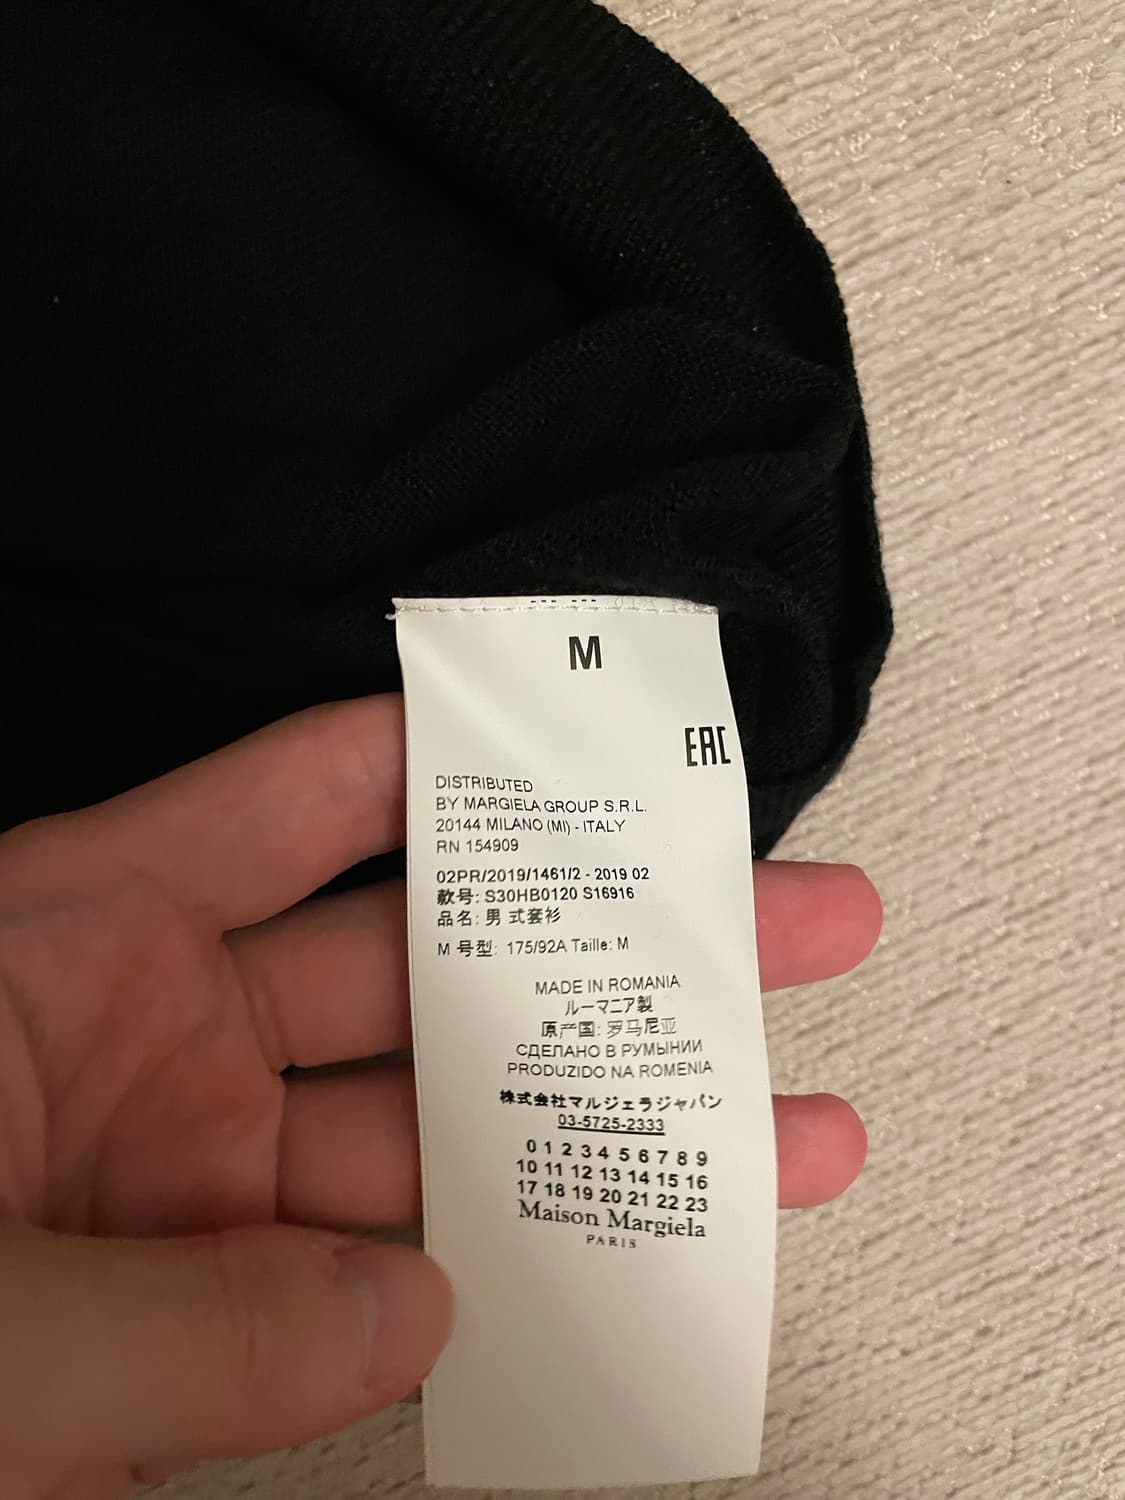 M
EAC
DISTRIBUTED
BY MARGIELA GROUP S.R.L.
20144 MILANO (MI) - ITALY
RN 154909
02PR/2019/1461/2 - 2019 02
款号: S30HB0120 S16916
品名: 男 式套衫
M 号型: 175/92A Taille: M
MADE IN ROMANIA
ルーマニア製
原产国: 罗马尼亚
СДЕЛАНО В РУМЫНИИ
PRODUZIDO NA ROMENIA
株式会社マルジェラジャパン
03-5725-2333
0 1 2 3 4 5 6 7 8 9
10 11 12 13 14 15 16
17 18 19 20 21 22 23
Maison Margiela
PARIS